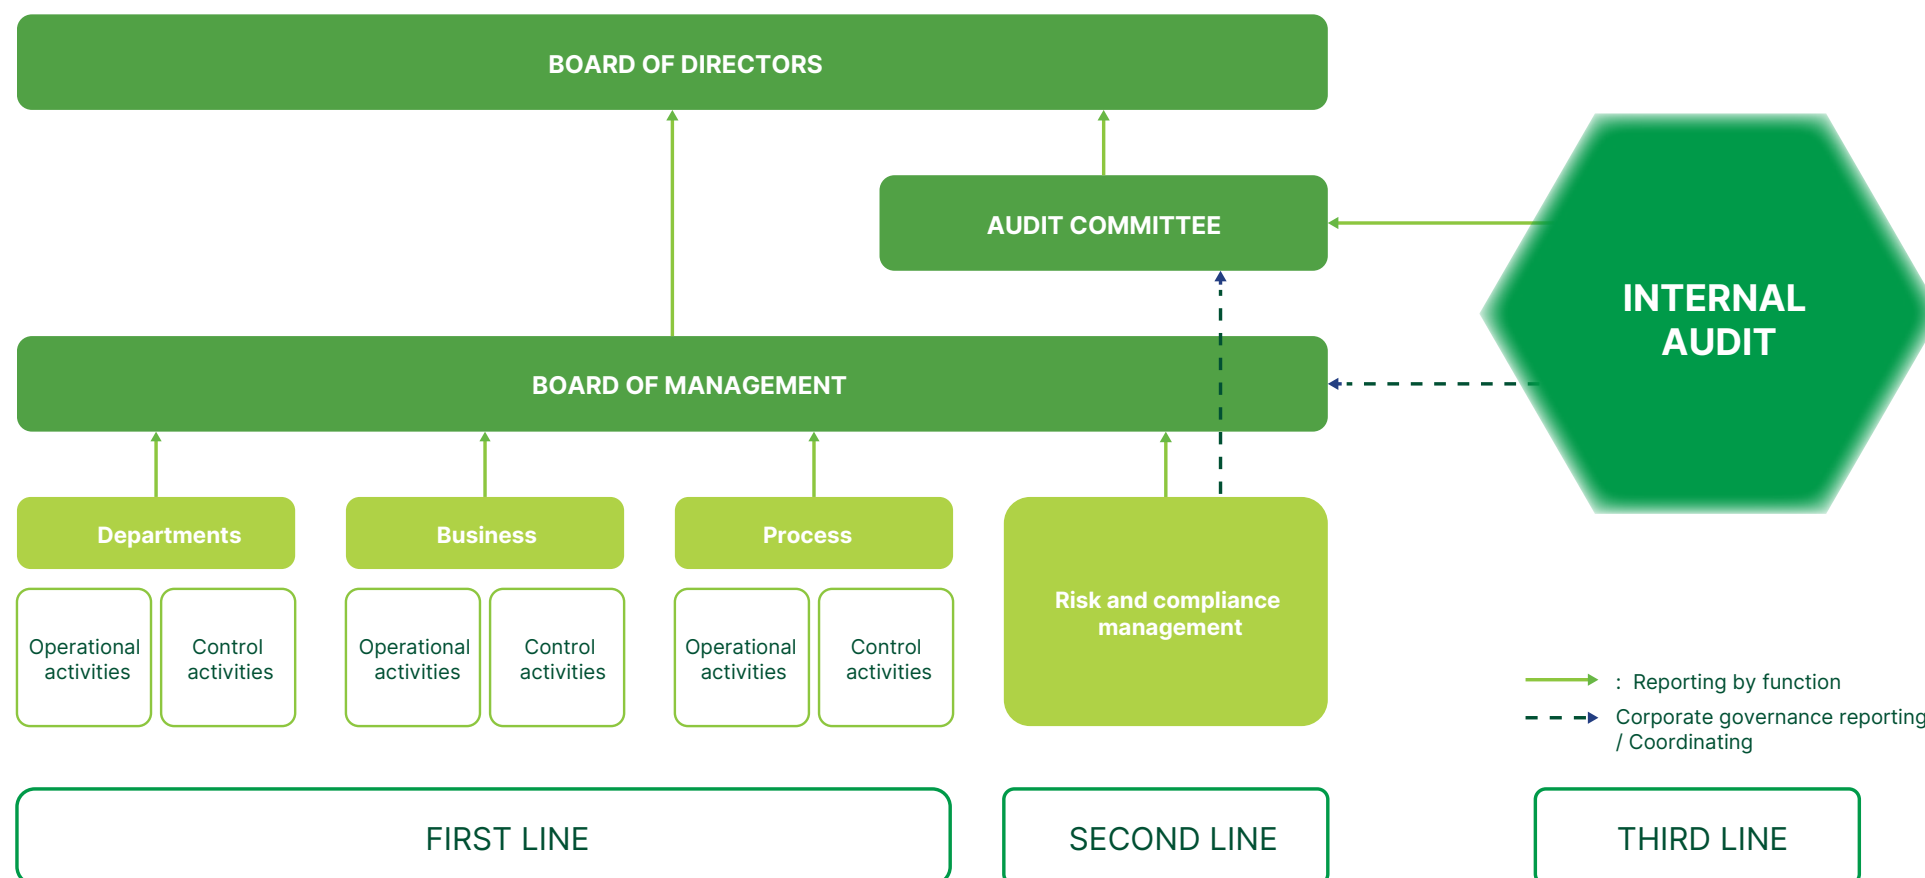 BOARD OF DIRECTORS
AUDIT COMMITTEE
INTERNAL
AUDIT
BOARD OF MANAGEMENT
Departments
Business
Process
Operational
activities
Control
activities
Operational
activities
Control
activities
Operational
activities
Control
activities
Risk and compliance
management
: Reporting by function
Corporate governance reporting
/ Coordinating
FIRST LINE
SECOND LINE
THIRD LINE